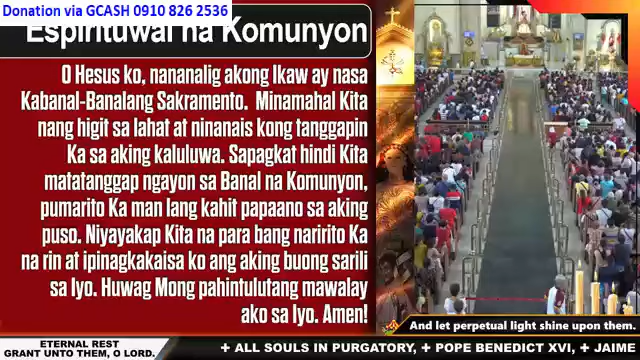 Donation via GCASH 0910 826 2536
Espirituwal na Komunyon
O Hesus ko, nananalig akong Ikaw ay nasa
Kabanal-Banalang Sakramento. Minamahal Kita
nang higit sa lahat at ninanais kong tanggapin
Ka sa aking kaluluwa. Sapagkat hindi Kita
matatanggap ngayon sa Banal na Komunyon,
pumarito Ka man lang kahit papaano sa aking
puso. Niyayakap Kita na para bang naririto Ka
na rin at ipinagkakaisa ko ang aking buong sarili
sa Iyo. Huwag Mong pahintulutang mawalay
ako sa Iyo. Amen!
And let perpetual light shine upon them.
ETERNAL REST
GRANT UNTO THEM, O LORD.
+ ALL SOULS IN PURGATORY, + POPE BENEDICT XVI, + JAIME